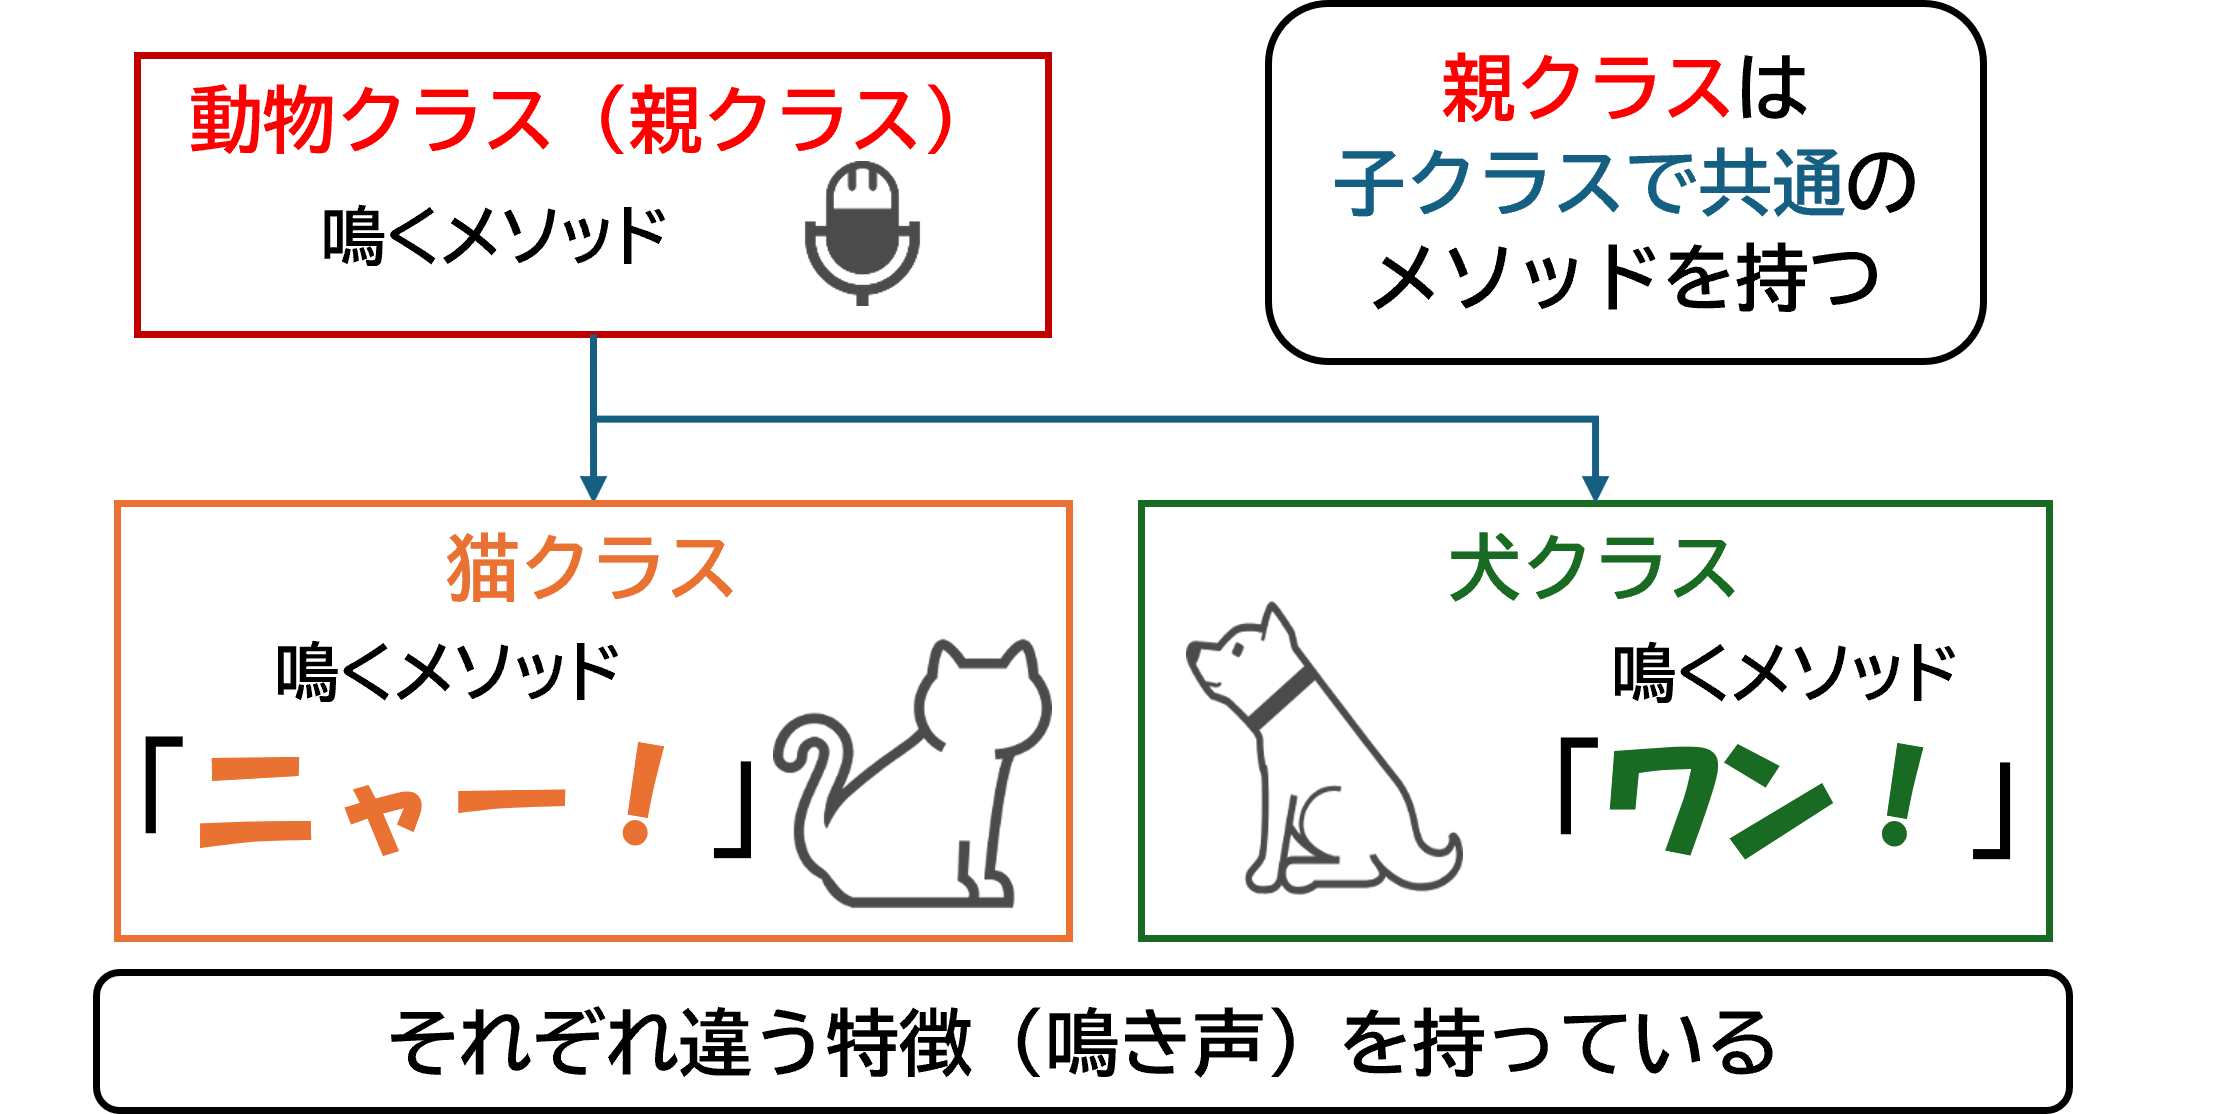 動物クラス（親クラス）
鳴くメソッド
親クラスは
子クラスで共通の
メソッドを持つ
猫クラス
鳴くメソッド
「ニャー！」
犬クラス
鳴くメソッド
「ワン！」
それぞれ違う特徴（鳴き声）を持っている